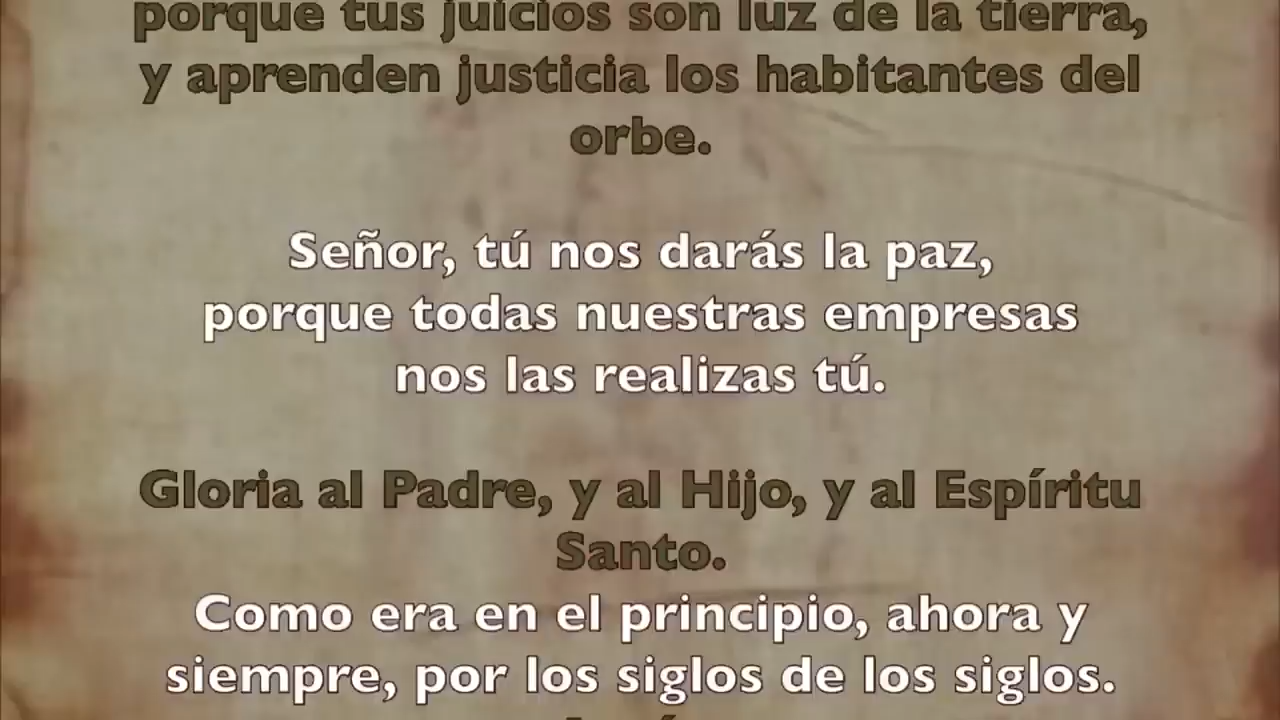 porque tus juicios son luz de la tierra,
y aprenden justicia los habitantes del
orbe.
Señor, tú nos darás la paz,
porque todas nuestras empresas
nos las realizas tú.
Gloria al Padre, y al Hijo, y al Espíritu
Santo.
Como era en el principio, ahora y
siempre, por los siglos de los siglos.